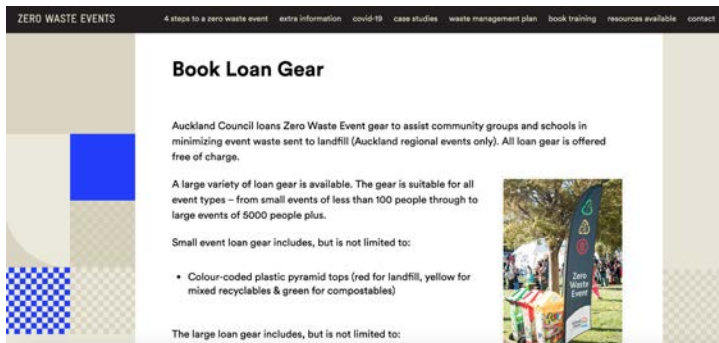 ZERO WASTE EVENTS
4 steps to a zero waste event extra information covid-19 case studies waste management plan book training resources available contact
Book Loan Gear
Auckland Council loans Zero Waste Event gear to assist community groups and schools in
minimizing event waste sent to landfill (Auckland regional events only). All loan gear is offered
free of charge.
A large variety of loan gear is available. The gear is suitable for all
event types – from small events of less than 100 people through to
large events of 5000 people plus.
Small event loan gear includes, but is not limited to:
• Colour-coded plastic pyramid tops (red for landfill, yellow for
mixed recyclables & green for compostables)
The large loan gear includes, but is not limited to:
Zero
Waste
Event